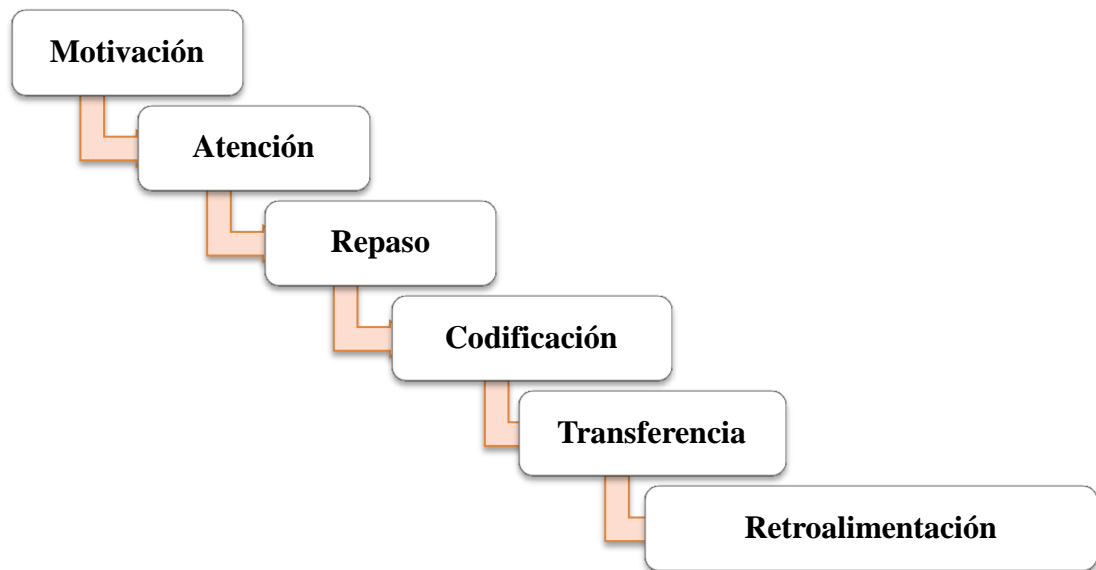 Motivación
Atención
Repaso
Codificación
Transferencia
Retroalimentación